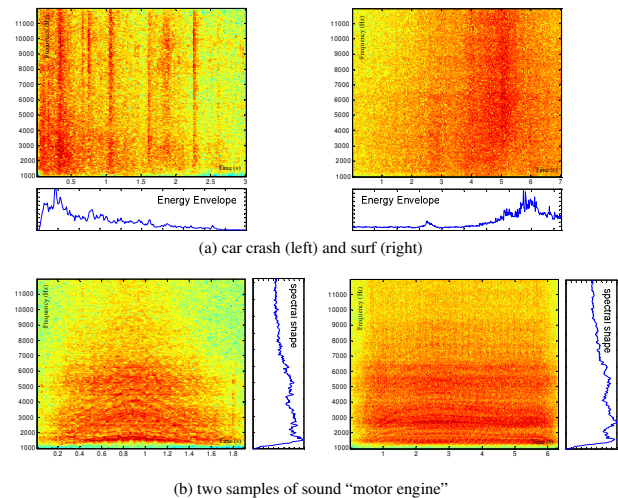 11000
10000
9000
8000
7000
6000
5000
4000
3000
2000
1000
Frequency (Hz)
Time (s)
0.5 1 1.5 2 2.5 3
Energy Envelope
11000
10000
9000
8000
7000
6000
5000
4000
3000
2000
1000
Frequency (Hz)
Time (s)
1 2 3 4 5 6 7
Energy Envelope
(a) car crash (left) and surf (right)
11000
10000
9000
8000
7000
6000
5000
4000
3000
2000
1000
Frequency (Hz)
Time (s)
0.2 0.4 0.6 0.8 1 1.2 1.4 1.6 1.8
spectral shape
11000
10000
9000
8000
7000
6000
5000
4000
3000
2000
1000
Frequency (Hz)
1 2 3 4 5 6
spectral shape
(b) two samples of sound “motor engine”